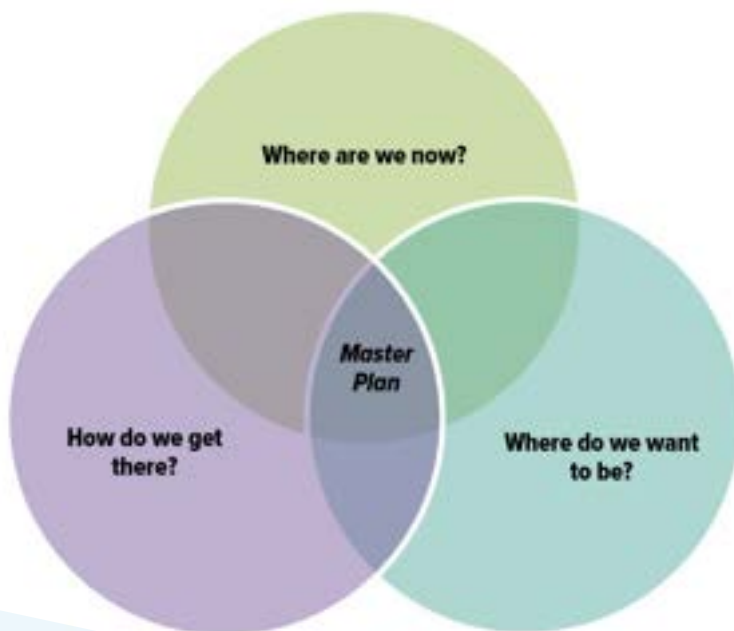 Where are we now?
Master
Plan
How do we get
there?
Where do we want
to be?